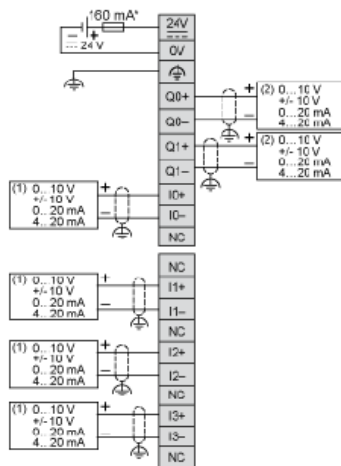 160 mA*
24V
24 V
0V
Q0+
(2) 0...10 V
+/- 10 V
0...20 mA
4...20 mA
Q0–
Q1+
(2) 0...10 V
+/- 10 V
0...20 mA
4...20 mA
Q1–
(1) 0...10 V
+/- 10 V
0...20 mA
4...20 mA
I0+
I0–
NC
NC
(1) 0...10 V
+/- 10 V
0...20 mA
4...20 mA
I1+
I1–
NC
(1) 0...10 V
+/- 10 V
0...20 mA
4...20 mA
I2+
I2–
NC
(1) 0...10 V
+/- 10 V
0...20 mA
4...20 mA
I3+
I3–
NC